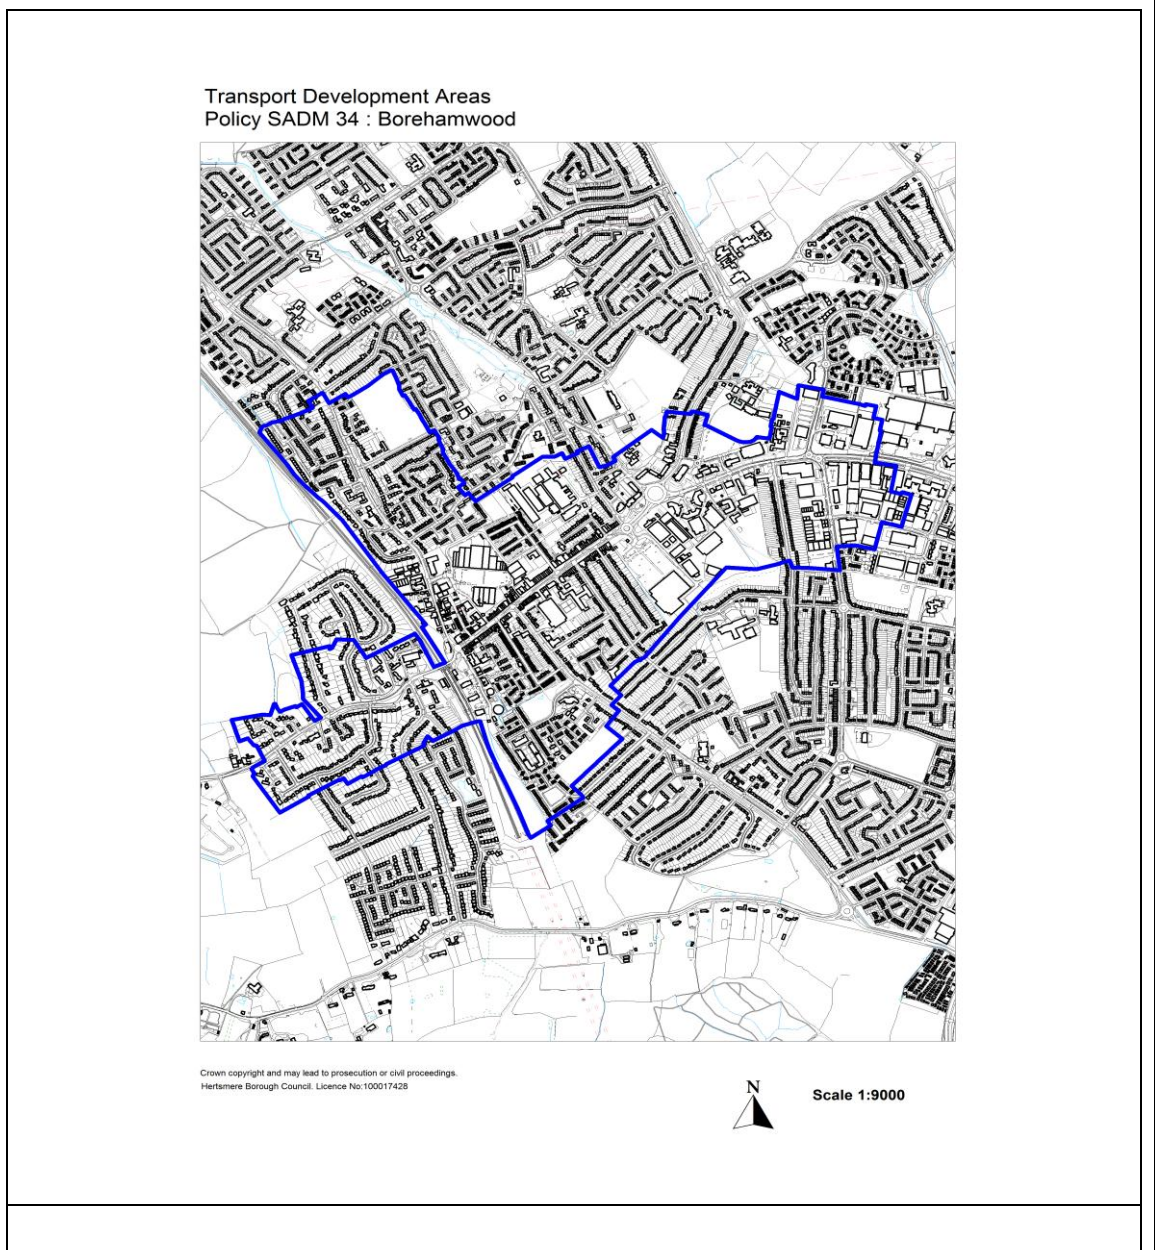 Transport Development Areas
Policy SADM 34 : Borehamwood
Crown copyright and may lead to prosecution or civil proceedings.
Hertsmere Borough Council. Licence No:100017428
N
Scale 1:9000